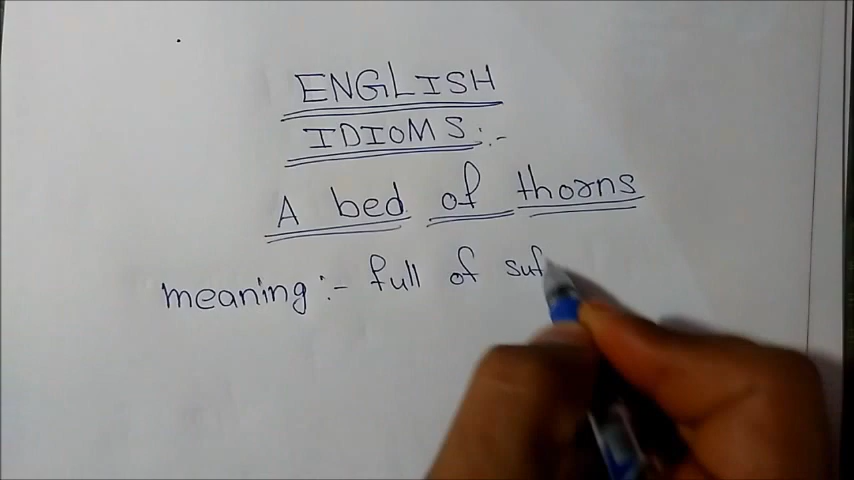 ENGLISH
IDIOMS:-
A bed of thorns
meaning:- full of suf